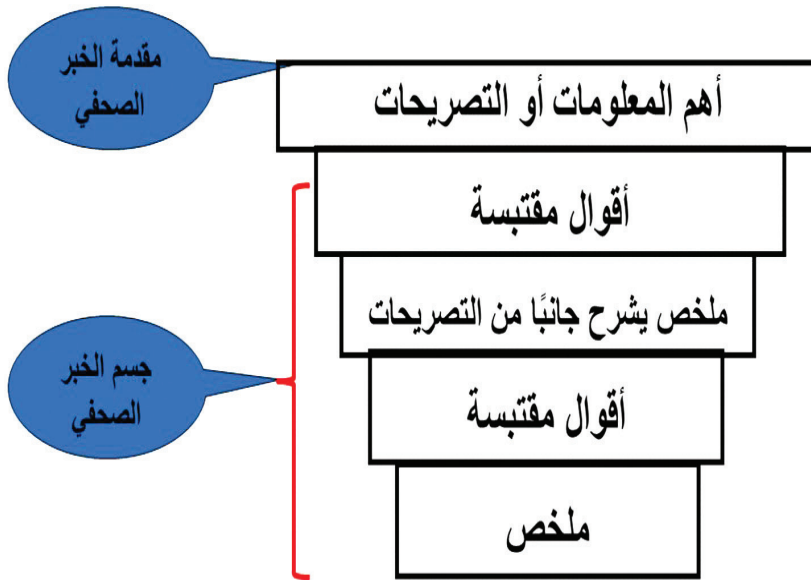 مقدمة الخبر
الصحفي
أهم المعلومات أو التصريحات
أقوال مقتبسة
ملخص يشرح جانبًا من التصريحات
جسم الخبر
الصحفي
أقوال مقتبسة
ملخص